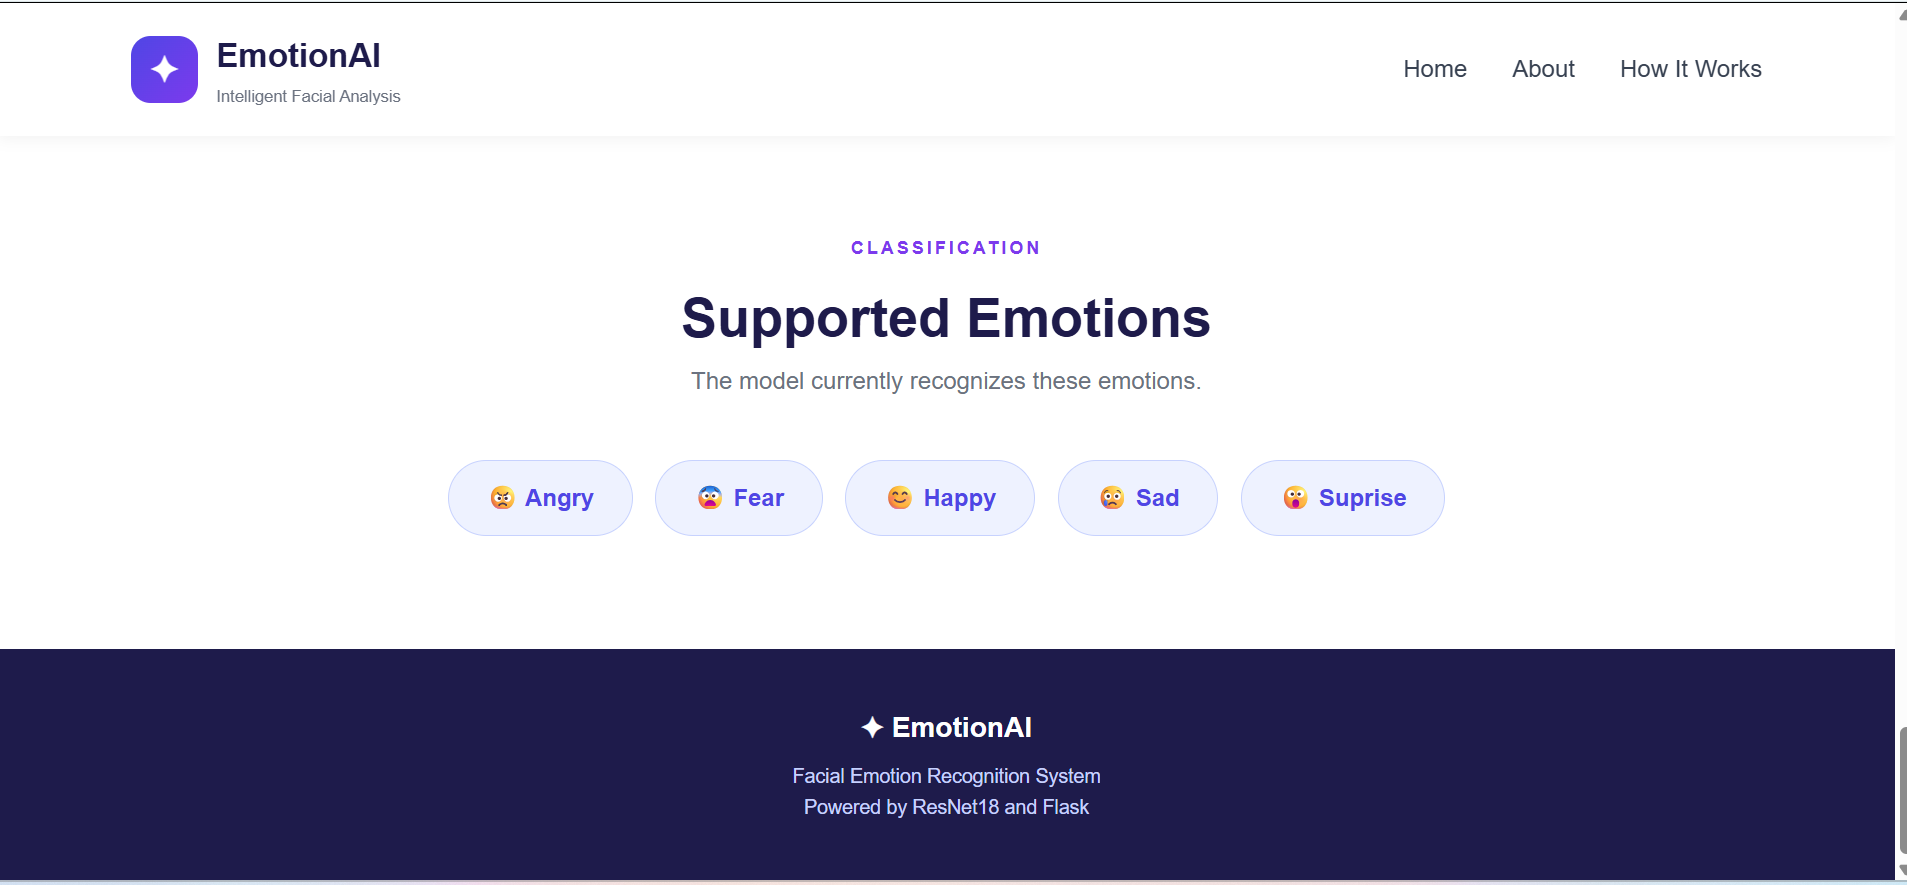 EmotionAI
Intelligent Facial Analysis
Home About How It Works
CLASSIFICATION
Supported Emotions
The model currently recognizes these emotions.
😠 Angry 😨 Fear 😊 Happy 😢 Sad 😲 Suprise
✦ EmotionAI
Facial Emotion Recognition System
Powered by ResNet18 and Flask